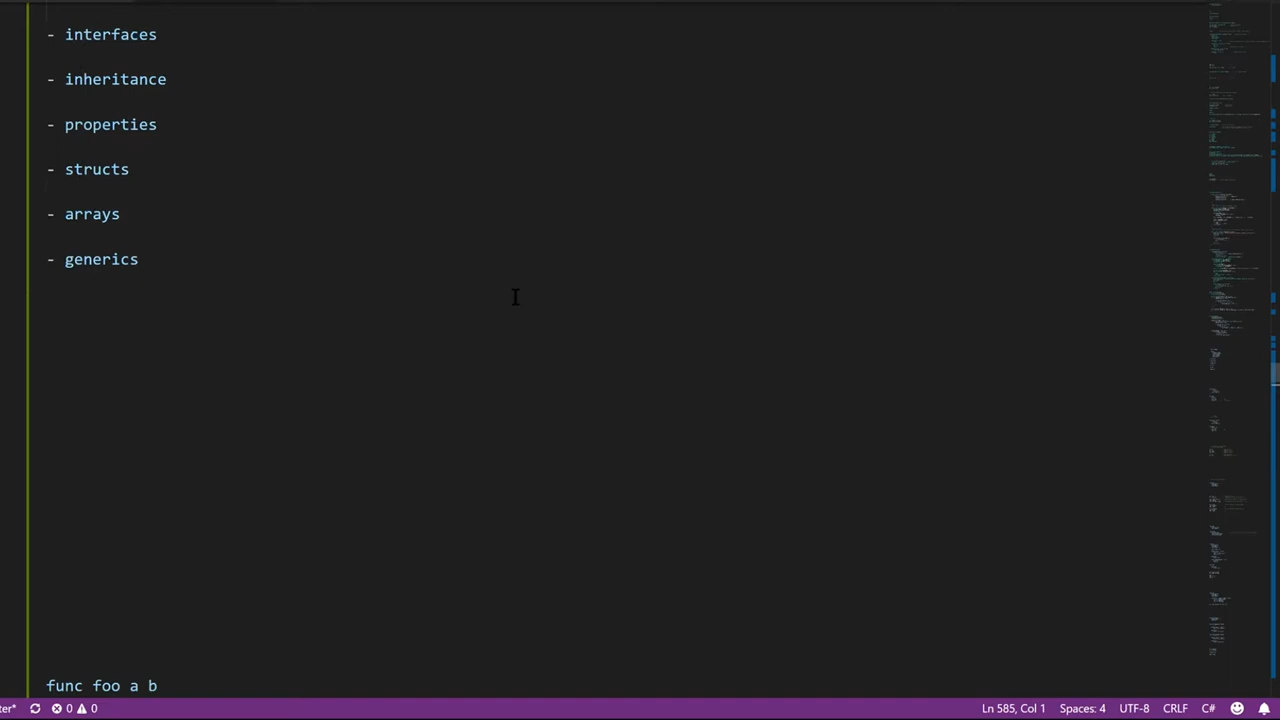 - interfaces
- inheritance
- properties
- structs
- arrays
- generics
func foo a b
ter* 0 0 Ln 585, Col 1 Spaces: 4 UTF-8 CRLF C#